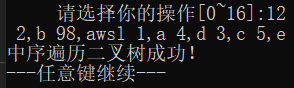 请选择你的操作[0~16]:12
2,b 98,awsl 1,a 4,d 3,c 5,e
中序遍历二叉树成功!
---任意键继续---